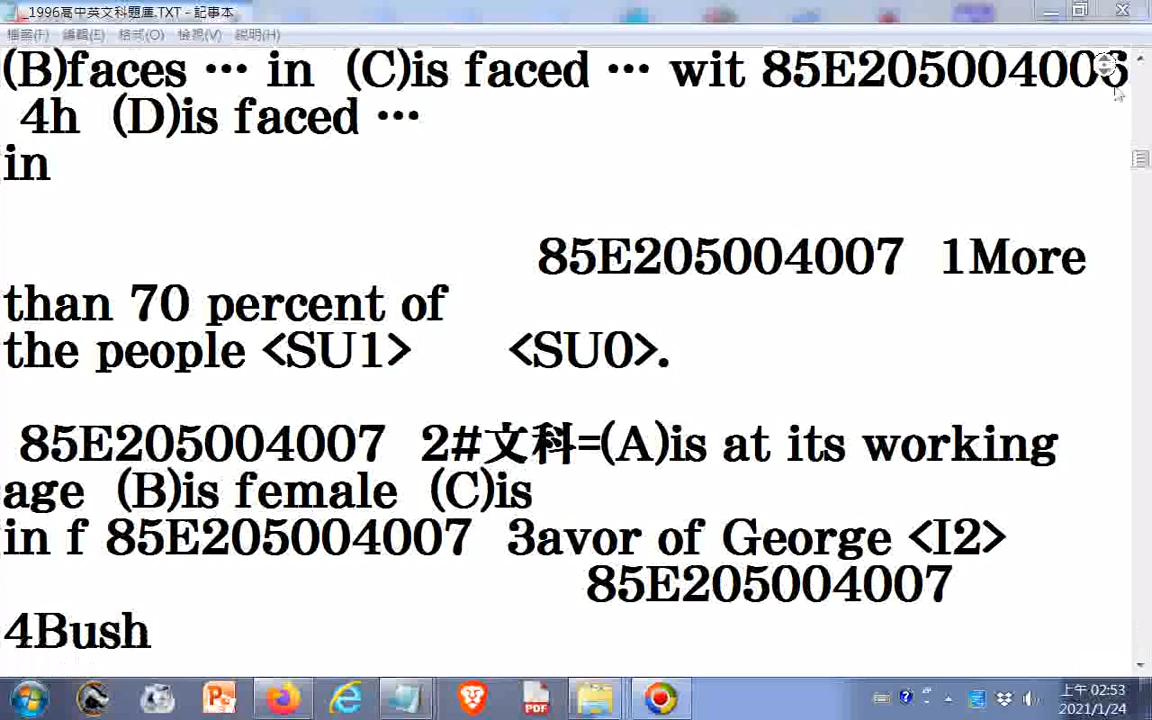 _1996高中英文科題庫.TXT - 記事本
檔案(F) 編輯(E) 格式(O) 檢視(V) 說明(H)
(B)faces … in (C)is faced … wit 85E205004006
4h (D)is faced …
in
85E205004007 1More
than 70 percent of
the people <SU1> <SU0>.
85E205004007 2#文科=(A)is at its working
age (B)is female (C)is
in f 85E205004007 3avor of George <I2>
85E205004007
4Bush
PDF
上午 02:53
2021/1/24